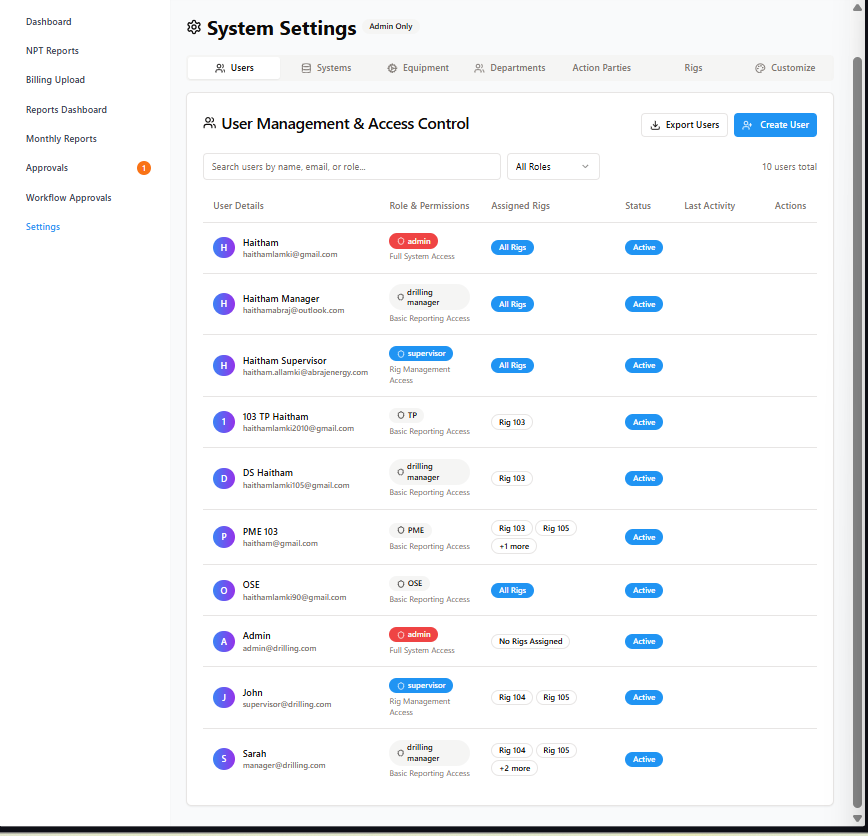 Dashboard
NPT Reports
Billing Upload
Reports Dashboard
Monthly Reports
Approvals 1
Workflow Approvals
Settings
System Settings Admin Only
Users Systems Equipment Departments Action Parties Rigs Customize
User Management & Access Control
Export Users Create User
Search users by name, email, or role... All Roles 10 users total
User Details Role & Permissions Assigned Rigs Status Last Activity Actions
H Haitham admin All Rigs Active
haithamlamki@gmail.com Full System Access
H Haitham Manager drilling manager All Rigs Active
haithamabraj@outlook.com Basic Reporting Access
H Haitham Supervisor supervisor All Rigs Active
haitham.allamki@abrajenergy.com Rig Management Access
1 103 TP Haitham TP Rig 103 Active
haithamlamki2010@gmail.com Basic Reporting Access
D DS Haitham drilling manager Rig 103 Active
haithamlamki105@gmail.com Basic Reporting Access
P PME 103 PME Rig 103 Rig 105 +1 more Active
haitham@gmail.com Basic Reporting Access
O OSE OSE All Rigs Active
haithamlamki90@gmail.com Basic Reporting Access
A Admin admin No Rigs Assigned Active
admin@drilling.com Full System Access
J John supervisor Rig 104 Rig 105 Active
supervisor@drilling.com Rig Management Access
S Sarah drilling manager Rig 104 Rig 105 +2 more Active
manager@drilling.com Basic Reporting Access